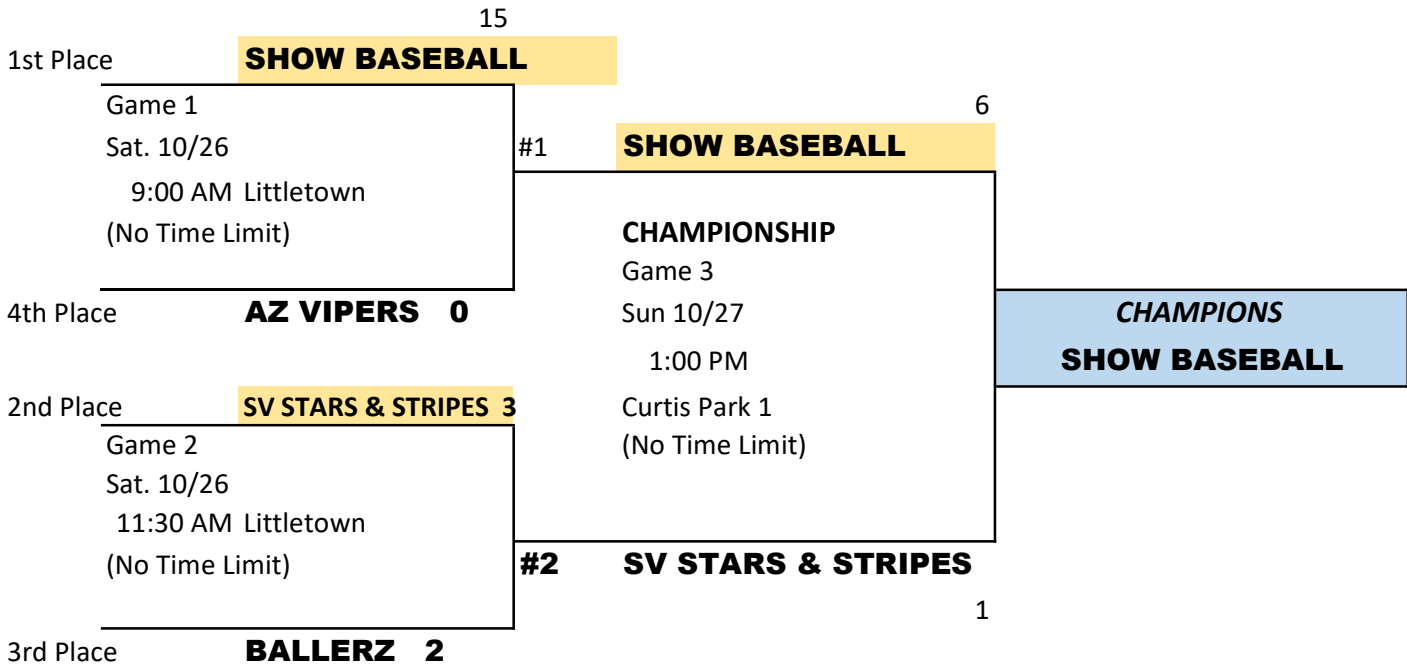 15
1st Place SHOW BASEBALL
Game 1
Sat. 10/26
9:00 AM Littletown
(No Time Limit)
4th Place AZ VIPERS 0
2nd Place SV STARS & STRIPES 3
Game 2
Sat. 10/26
11:30 AM Littletown
(No Time Limit)
3rd Place BALLERZ 2
6
#1 SHOW BASEBALL
CHAMPIONSHIP
Game 3
Sun 10/27
1:00 PM
Curtis Park 1
(No Time Limit)
#2 SV STARS & STRIPES
1
CHAMPIONS
SHOW BASEBALL